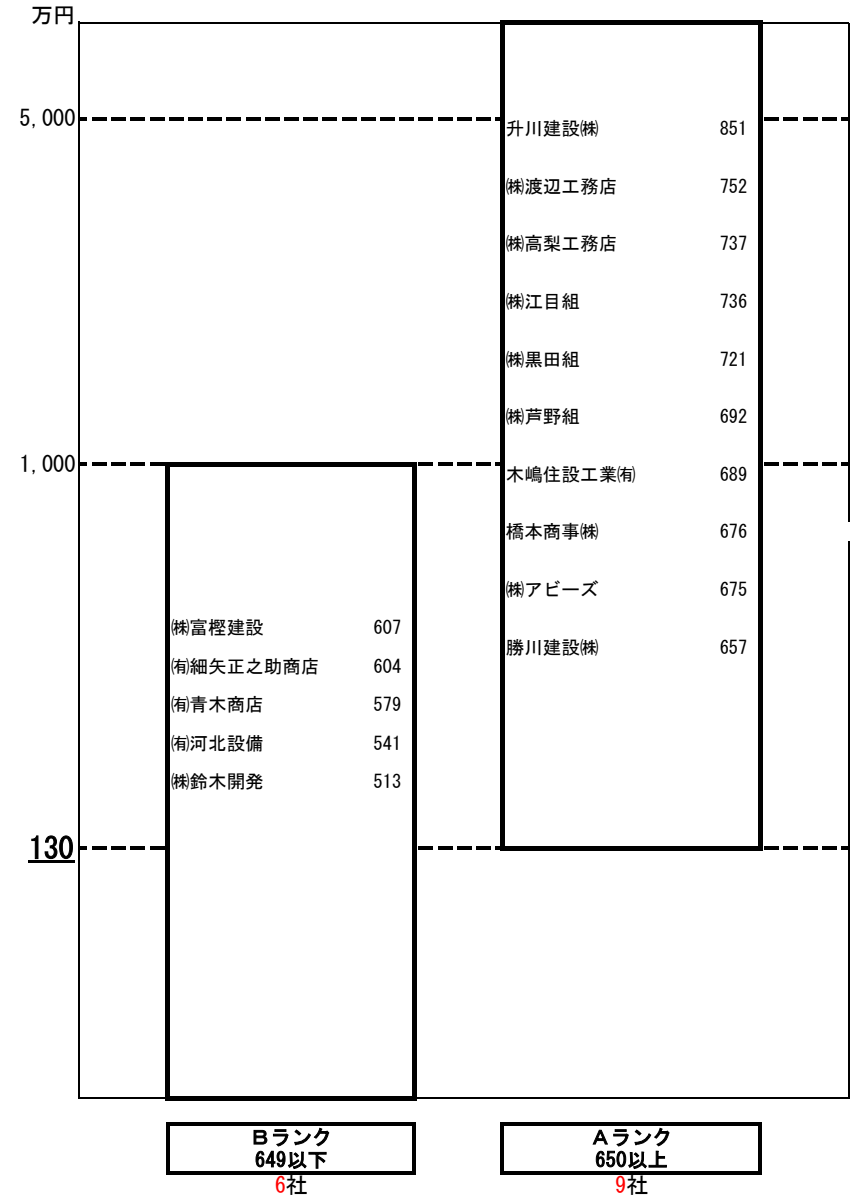 万円
5,000
升川建設㈱ 851
㈱渡辺工務店 752
㈱高梨工務店 737
㈱江目組 736
㈱黒田組 721
㈱芦野組 692
1,000
木嶋住設工業㈲ 689
橋本商事㈱ 676
㈱アビーズ 675
㈱富樫建設 607
勝川建設㈱ 657
㈲細矢正之助商店 604
㈲青木商店 579
㈲河北設備 541
㈱鈴木開発 513
130
Bランク
649以下
6社
Aランク
650以上
9社